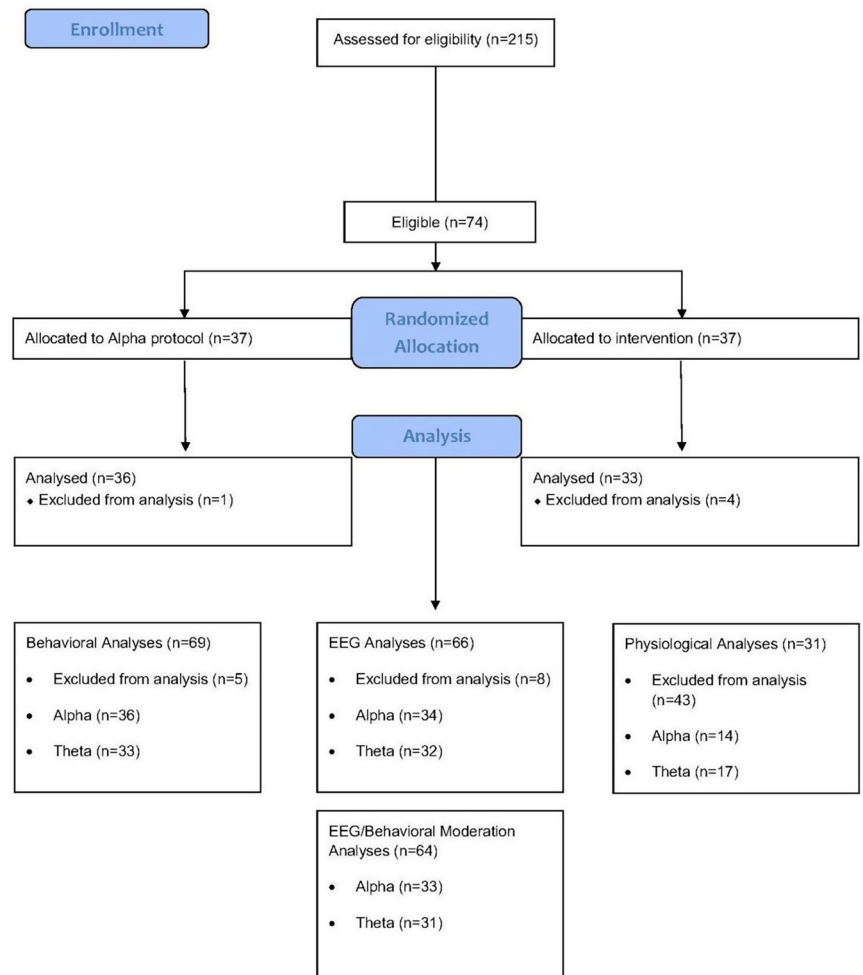 Enrollment
Assessed for eligibility (n=215)
Eligible (n=74)
Randomized
Allocation
Allocated to Alpha protocol (n=37)
Allocated to intervention (n=37)
Analysis
Analysed (n=36)
⬥ Excluded from analysis (n=1)
Analysed (n=33)
⬥ Excluded from analysis (n=4)
Behavioral Analyses (n=69)
• Excluded from analysis (n=5)
• Alpha (n=36)
• Theta (n=33)
EEG Analyses (n=66)
• Excluded from analysis (n=8)
• Alpha (n=34)
• Theta (n=32)
Physiological Analyses (n=31)
• Excluded from analysis
(n=43)
• Alpha (n=14)
• Theta (n=17)
EEG/Behavioral Moderation
Analyses (n=64)
• Alpha (n=33)
• Theta (n=31)